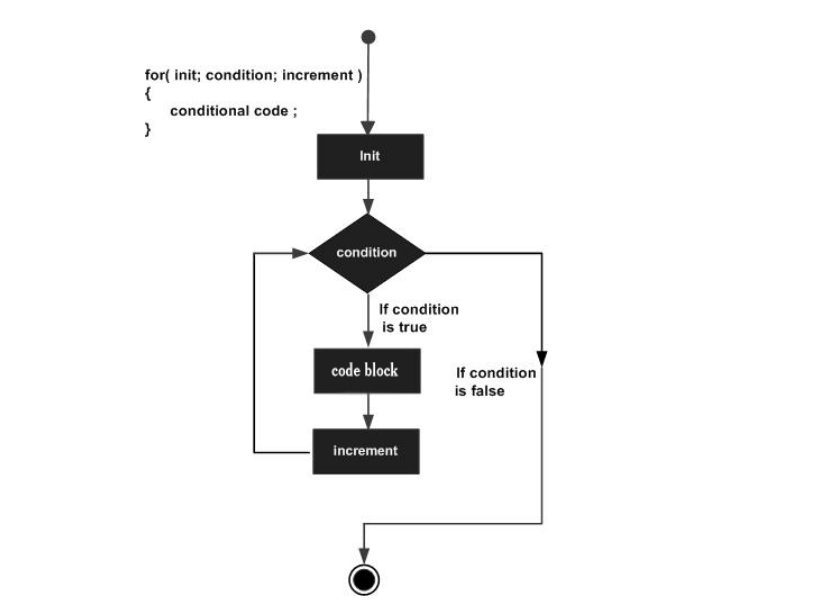 for( init; condition; increment )
{
conditional code ;
}
Init
condition
If condition
is true
code block
If condition
is false
increment